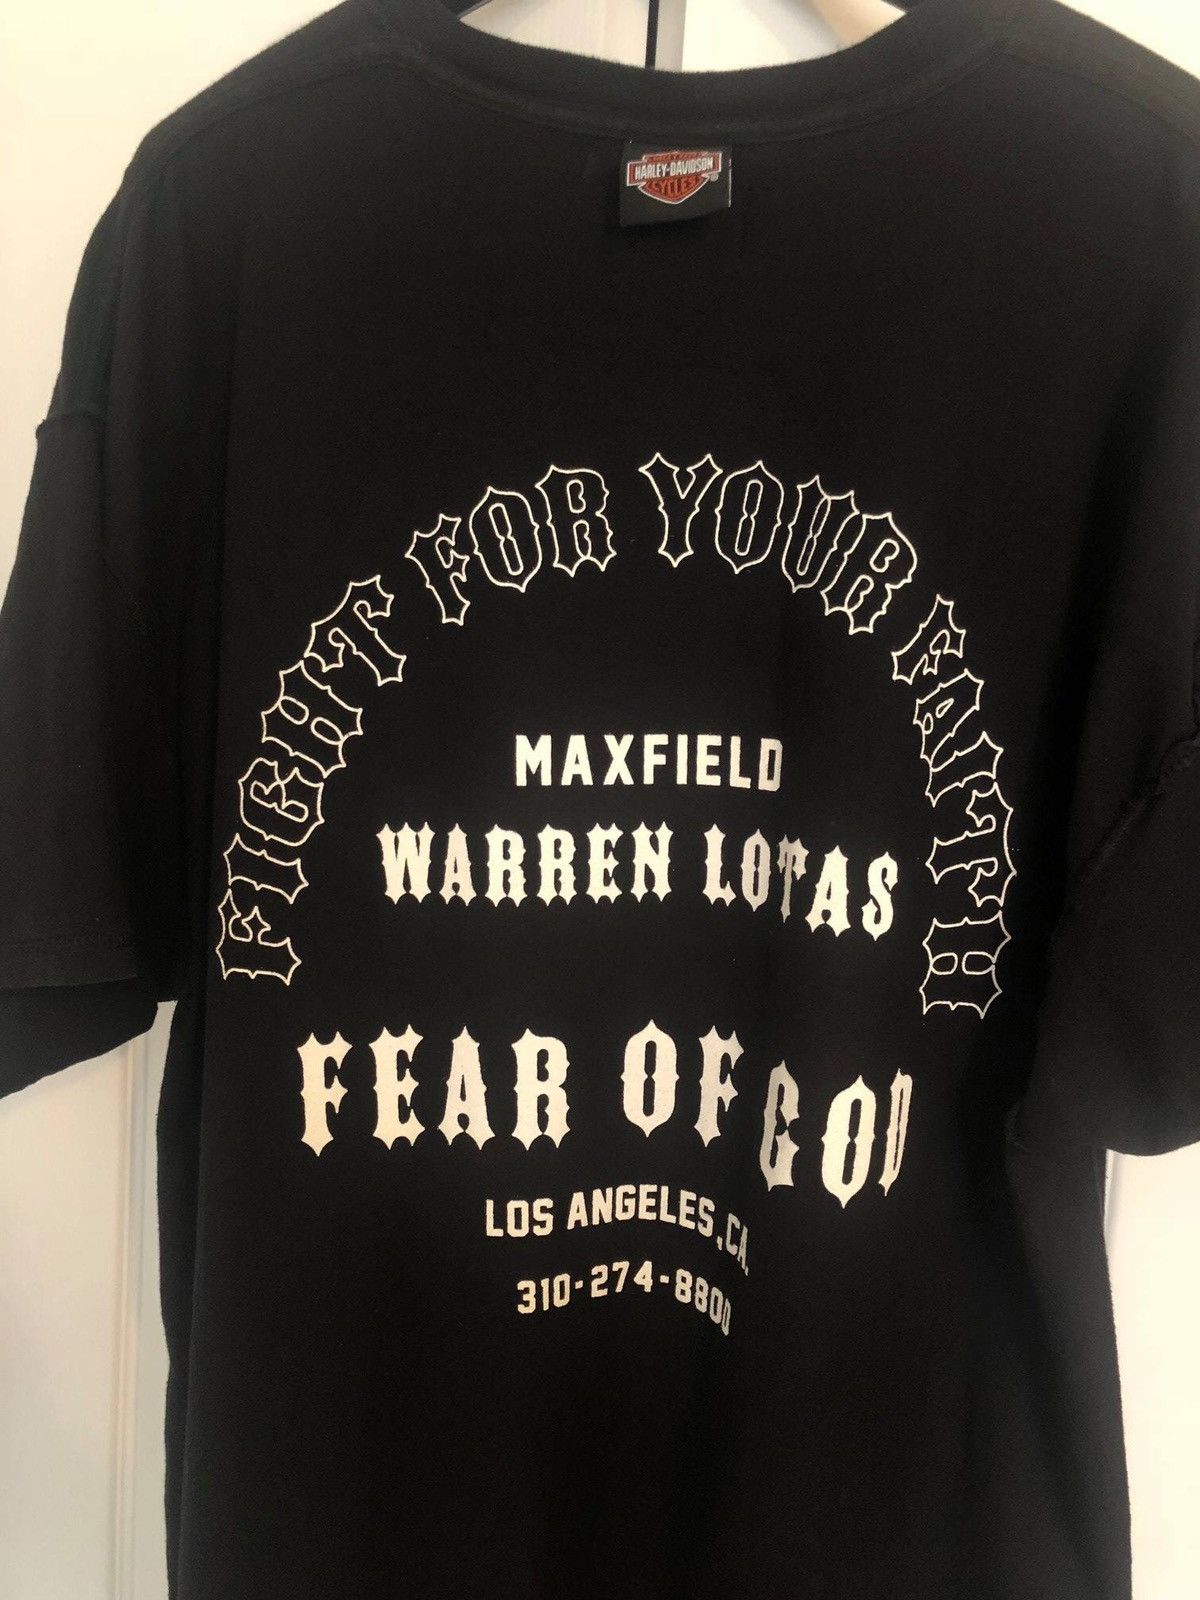 HARLEY-DAVIDSON
CYCLES
FIGHT FOR YOUR FAITH
MAXFIELD
WARREN LOTAS
FEAR OF GOD
LOS ANGELES, CA.
310-274-8800